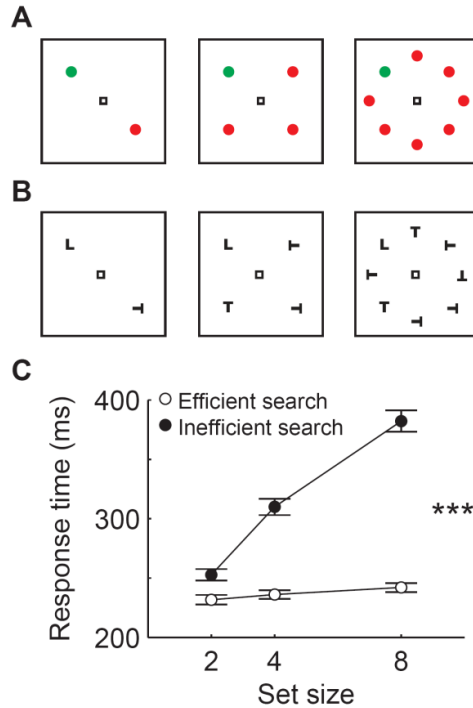 A
B
L
T
L
T
T
T
L
T
T
T
T
T
T
T
C
Response time (ms)
400
300
200
Efficient search
Inefficient search
***
2
4
8
Set size